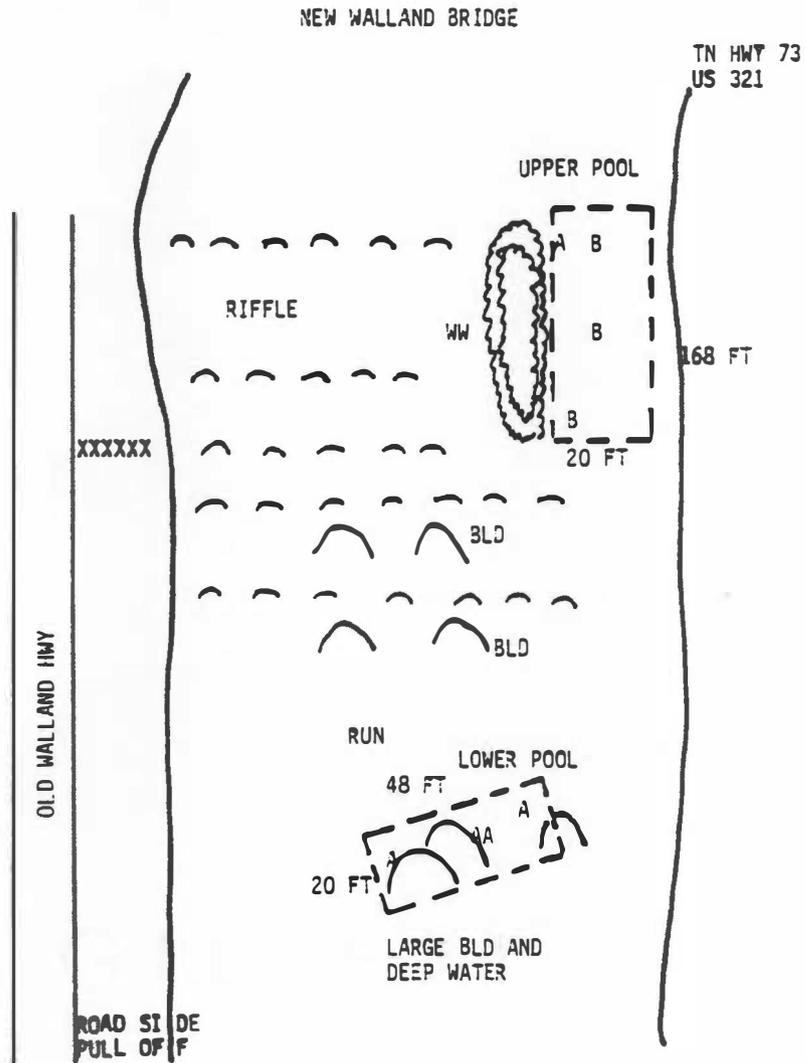 NEW WALLAND BRIDGE
TN HWY 73
US 321
UPPER POOL
A B
RIFFLE
WW
B
168 FT
B
XXXXXX
20 FT
BLD
BLD
OLD WALLAND HWY
RUN
LOWER POOL
48 FT
A
AA
A
20 FT
LARGE BLD AND
DEEP WATER
ROAD SIDE
PULL OFF